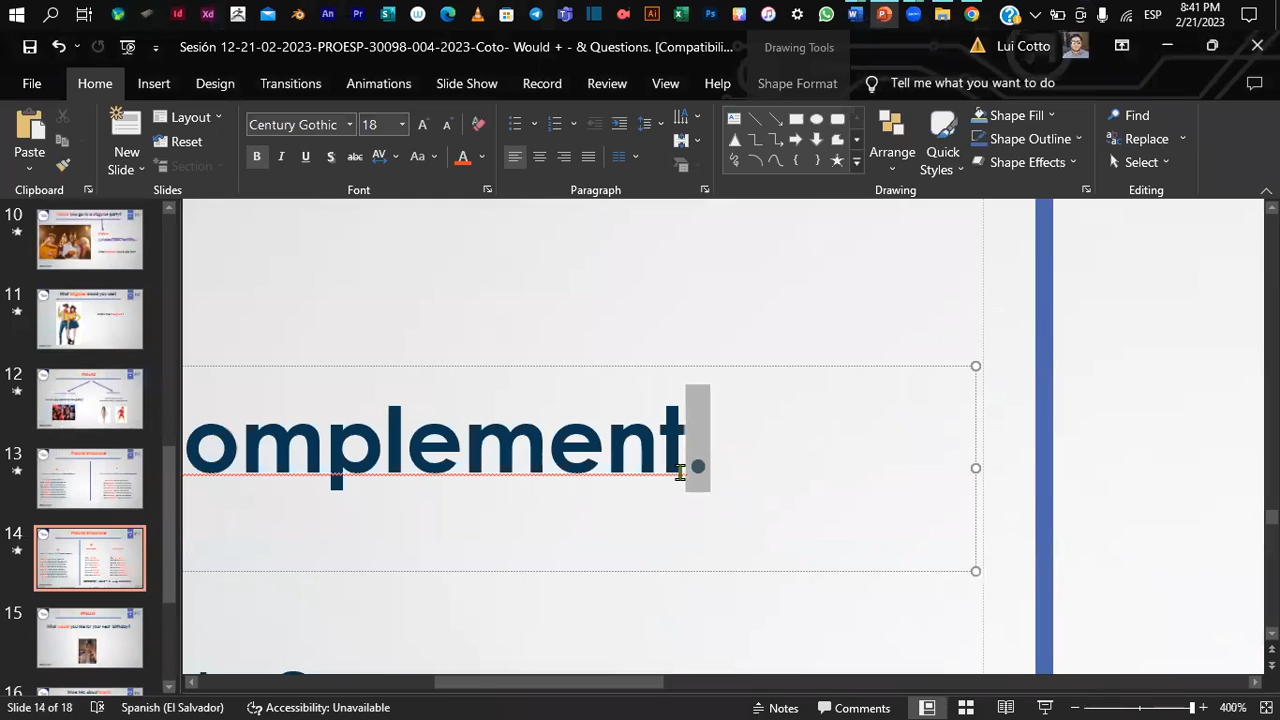 8:41 PM
ESP
2/21/2023
Sesión 12-21-02-2023-PROESP-30098-004-2023-Coto- Would + - & Questions. [Compatibili...
Drawing Tools
Lui Cotto
File
Home
Insert
Design
Transitions
Animations
Slide Show
Record
Review
View
Help
Shape Format
Tell me what you want to do
Paste
New
Slide
Layout
Reset
Section
Century Gothic
18
Arrange
Quick
Styles
Shape Fill
Shape Outline
Shape Effects
Find
Replace
Select
Clipboard
Slides
Font
Paragraph
Drawing
Editing
10
11
12
13
14
15
16
omplement.
Slide 14 of 18
Spanish (El Salvador)
Accessibility: Unavailable
Notes
Comments
400%